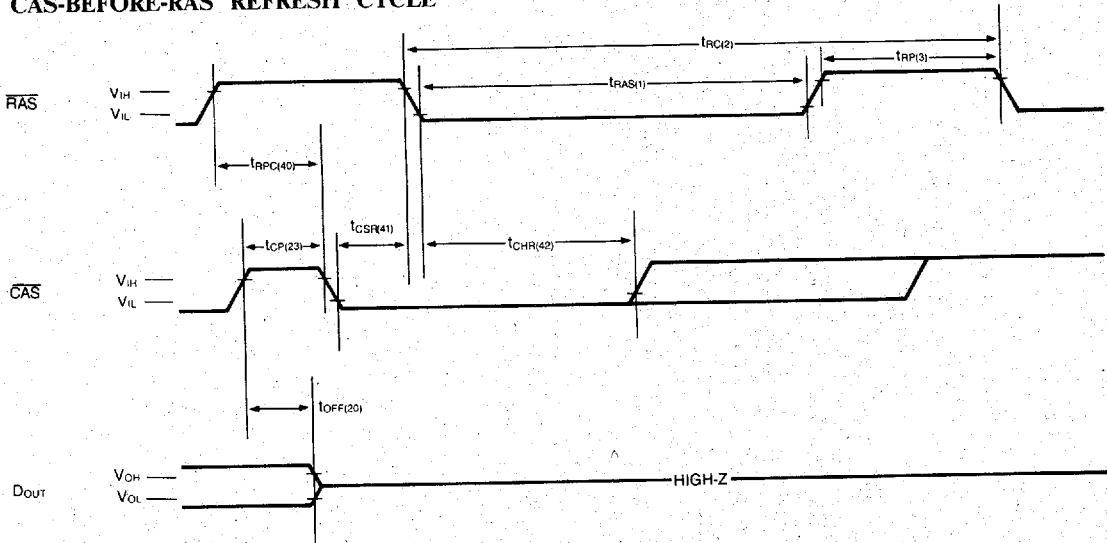 CAS-BEFORE-RAS REFRESH CYCLE
tRC(2)
tRP(3)
tRAS(1)
RAS
VIH
VIL
tRPC(40)
tCSR(41)
tCP(23)
tCHR(42)
CAS
VIH
VIL
tOFF(20)
DOUT
VOH
VOL
HIGH-Z